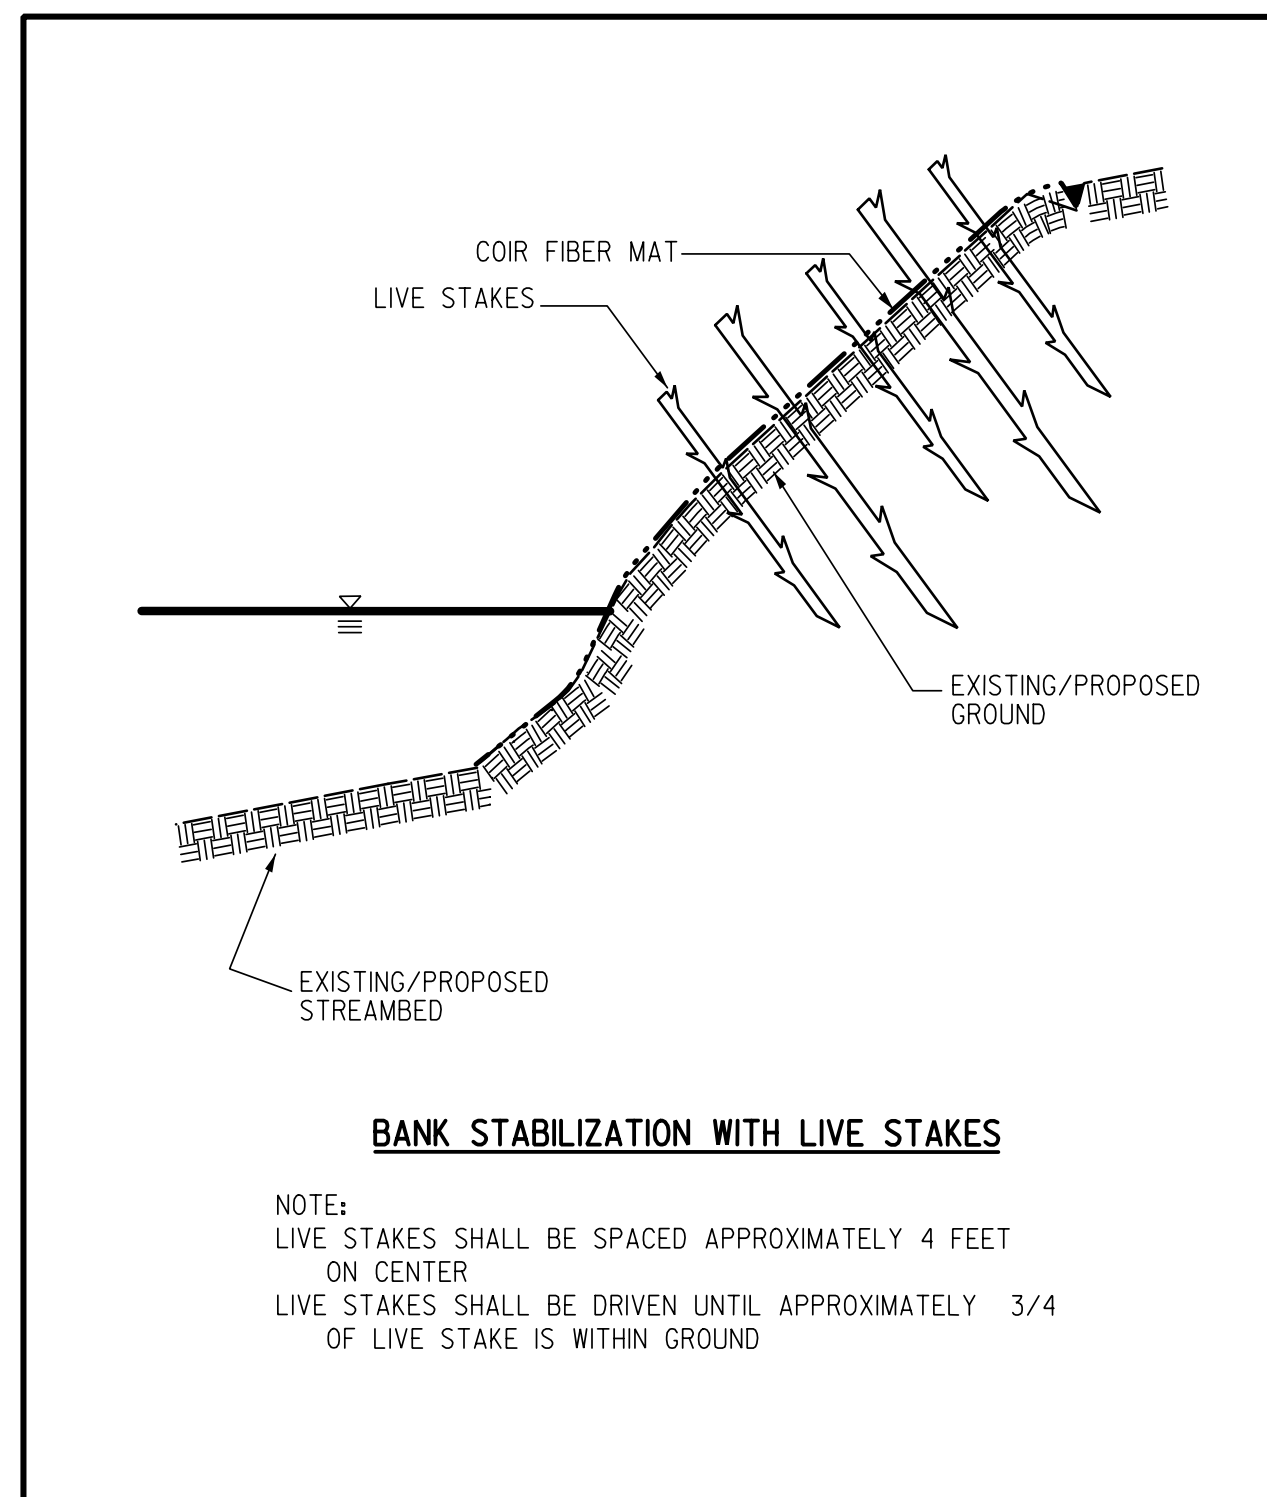 COIR FIBER MAT
LIVE STAKES
EXISTING/PROPOSED
GROUND
EXISTING/PROPOSED
STREAMBED
BANK STABILIZATION WITH LIVE STAKES
NOTE:
LIVE STAKES SHALL BE SPACED APPROXIMATELY 4 FEET
ON CENTER
LIVE STAKES SHALL BE DRIVEN UNTIL APPROXIMATELY 3/4
OF LIVE STAKE IS WITHIN GROUND